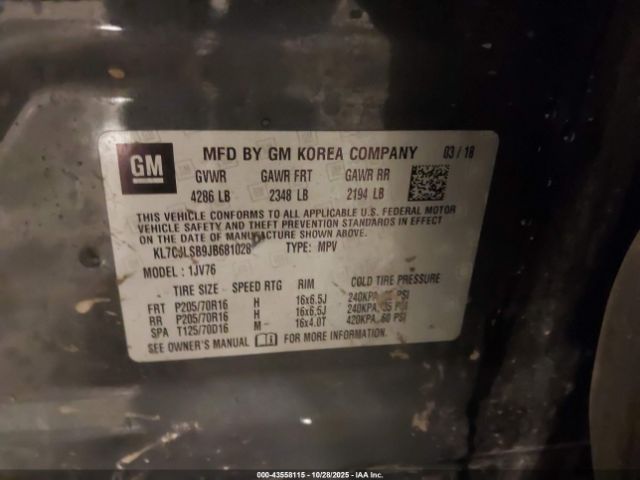 GM
MFD BY GM KOREA COMPANY 03/18
GVWR GAWR FRT GAWR RR
4286 LB 2348 LB 2194 LB
THIS VEHICLE CONFORMS TO ALL APPLICABLE U.S. FEDERAL MOTOR
VEHICLE SAFETY AND THEFT PREVENTION STANDARDS IN EFFECT
ON THE DATE OF MANUFACTURE SHOWN ABOVE.
KL7CJLSB9JB681028 TYPE: MPV
MODEL: 1JV76
TIRE SIZE SPEED RTG RIM COLD TIRE PRESSURE
FRT P205/70R16 H 16x6.5J 240KPA, PSI
RR P205/70R16 H 16x6.5J 240KPA, 35 PSI
SPA T125/70D16 M 16x4.0T 420KPA, 60 PSI
SEE OWNER'S MANUAL FOR MORE INFORMATION.
000-43558115 - 10/28/2025 - IAA Inc.